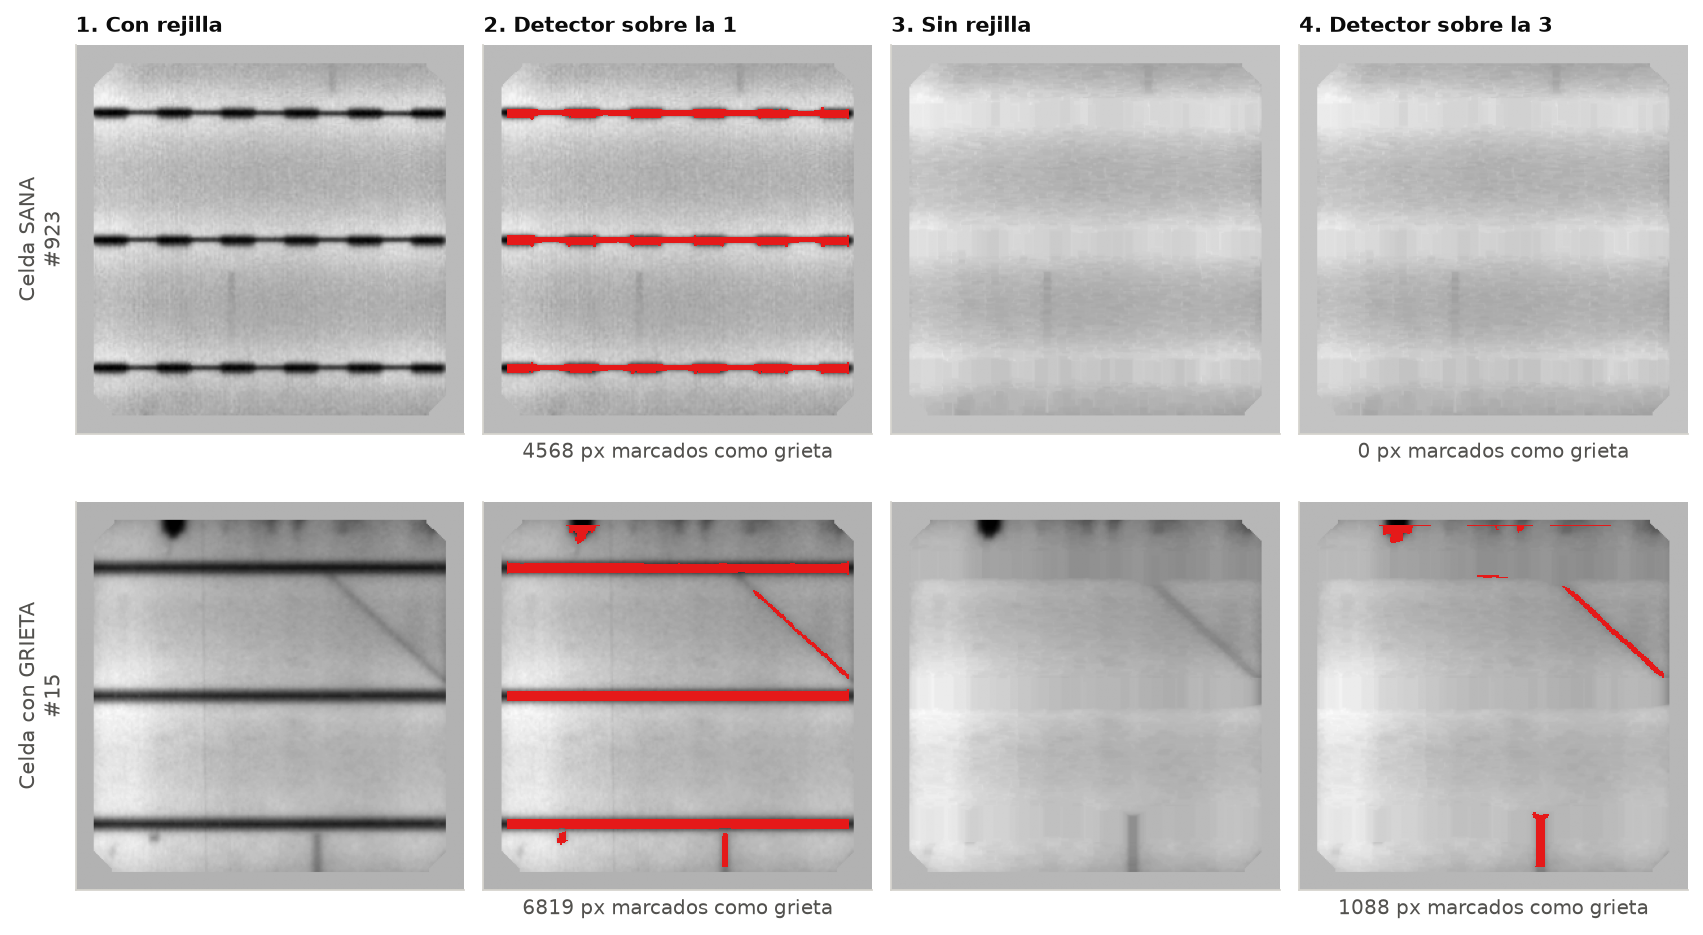 1. Con rejilla
2. Detector sobre la 1
3. Sin rejilla
4. Detector sobre la 3
Celda SANA
#923
4568 px marcados como grieta
0 px marcados como grieta
Celda con GRIETA
#15
6819 px marcados como grieta
1088 px marcados como grieta